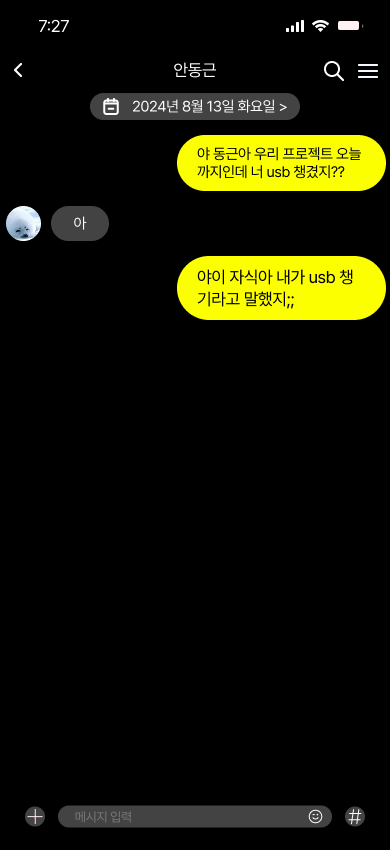 7:27
안동근
2024년 8월 13일 화요일 >
야 동근아 우리 프로젝트 오늘
까지인데 너 usb 챙겼지??
아
야이 자식아 내가 usb 챙
기라고 말했지;;
메시지 입력
#